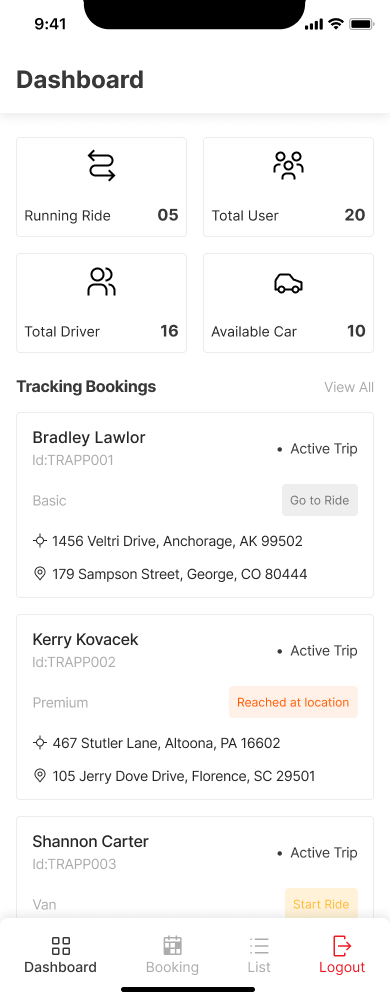 9:41
Dashboard
Running Ride 05
Total User 20
Total Driver 16
Available Car 10
Tracking Bookings View All
Bradley Lawlor
Id:TRAPP001
• Active Trip
Basic
Go to Ride
1456 Veltri Drive, Anchorage, AK 99502
179 Sampson Street, George, CO 80444
Kerry Kovacek
Id:TRAPP002
• Active Trip
Premium
Reached at location
467 Stutler Lane, Altoona, PA 16602
105 Jerry Dove Drive, Florence, SC 29501
Shannon Carter
Id:TRAPP003
• Active Trip
Van
Start Ride
Dashboard Booking List Logout